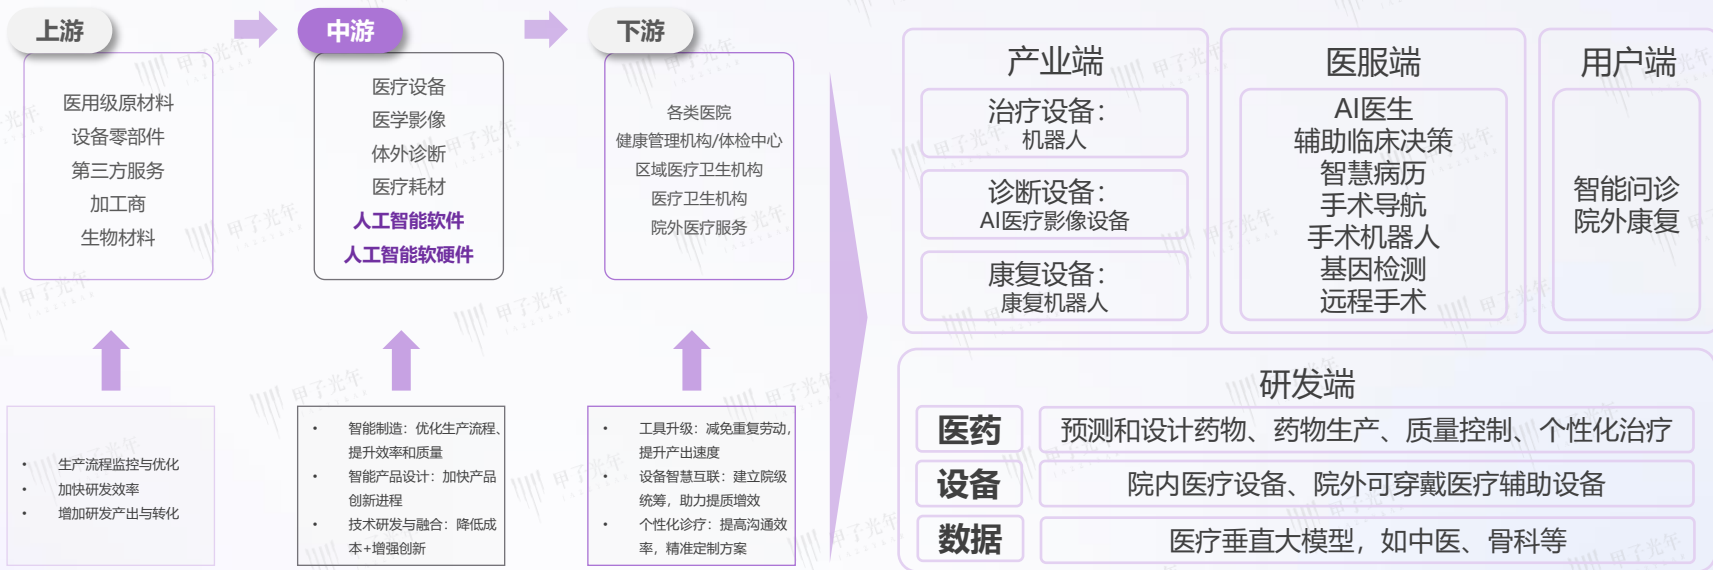 上游
医用级原材料
设备零部件
第三方服务
加工商
生物材料
生产流程监控与优化
加快研发效率
增加研发产出与转化
中游
医疗设备
医学影像
体外诊断
医疗耗材
人工智能软件
人工智能软硬件
智能制造：优化生产流程、
提升效率和质量
智能产品设计：加快产品
创新进程
技术研发与融合：降低成
本+增强创新
下游
各类医院
健康管理机构/体检中心
区域医疗卫生机构
医疗卫生机构
院外医疗服务
工具升级：减免重复劳动，
提升产出速度
设备智慧互联：建立院级
统筹，助力提质增效
个性化诊疗：提高沟通效
率，精准定制方案
产业端
治疗设备：
机器人
诊断设备：
AI医疗影像设备
康复设备：
康复机器人
医服端
AI医生
辅助临床决策
智慧病历
手术导航
手术机器人
基因检测
远程手术
用户端
智能问诊
院外康复
研发端
医药
预测和设计药物、药物生产、质量控制、个性化治疗
设备
院内医疗设备、院外可穿戴医疗辅助设备
数据
医疗垂直大模型，如中医、骨科等
甲子光年